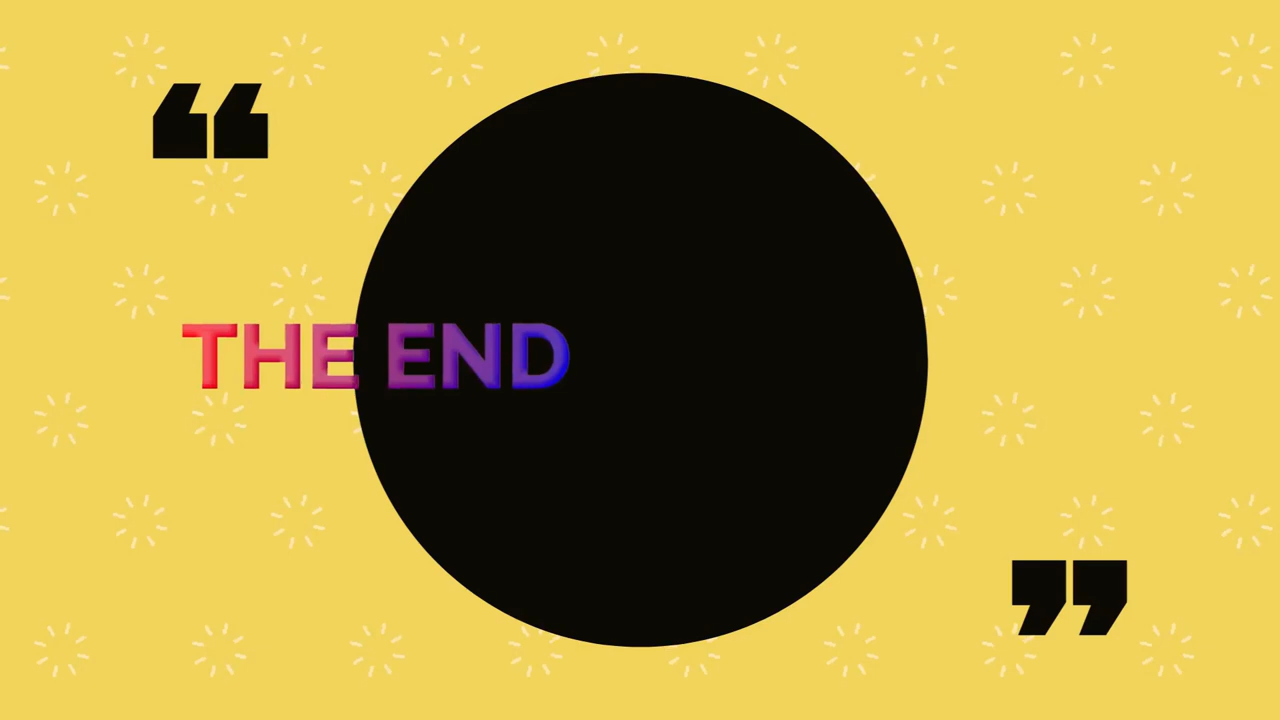 “
THE END
”